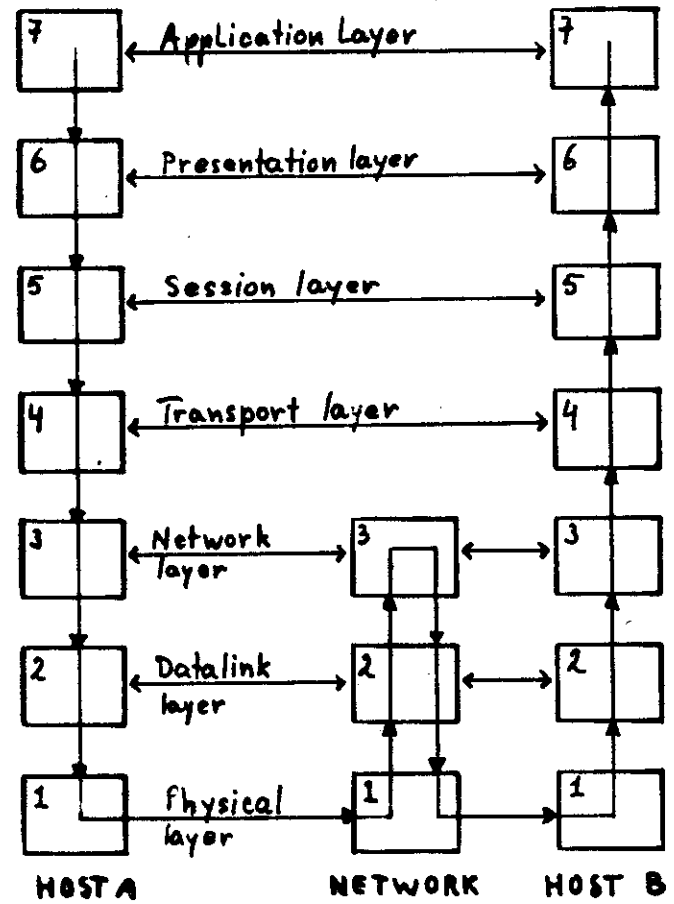 7 Application Layer 7
6 Presentation layer 6
5 Session layer 5
4 Transport layer 4
3 Network 3 3
layer
2 Datalink 2 2
layer
1 Physical 1 1
layer
HOST A NETWORK HOST B